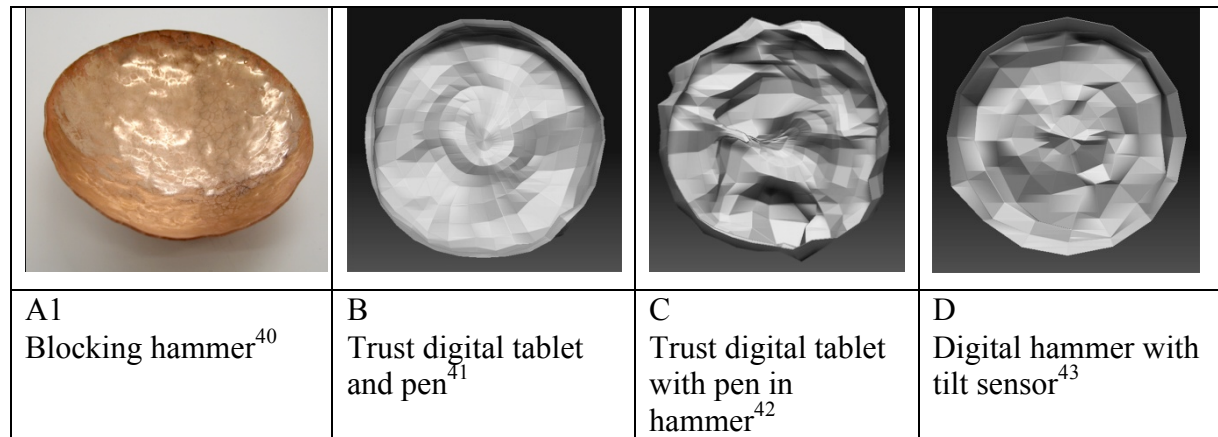 A1
Blocking hammer40
B
Trust digital tablet
and pen41
C
Trust digital tablet
with pen in
hammer42
D
Digital hammer with
tilt sensor43